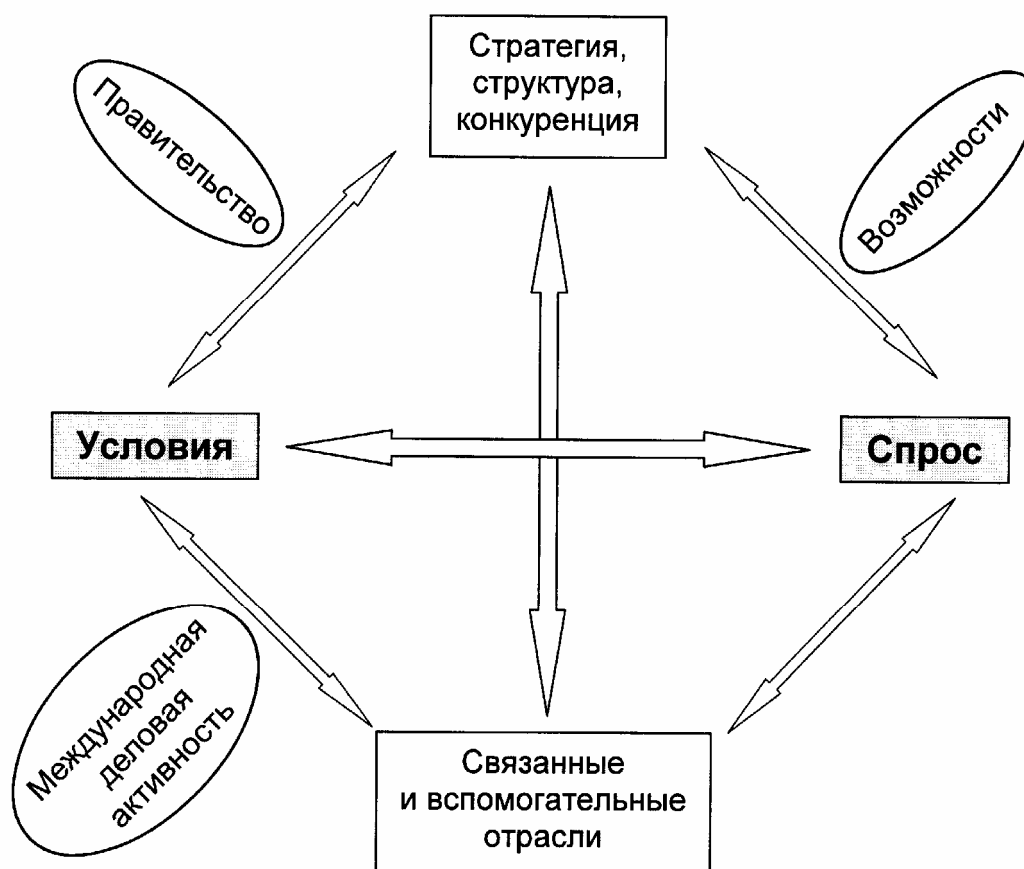 Стратегия,
структура,
конкуренция
Правительство
Возможности
Условия
Спрос
Международная
деловая
активность
Связанные
и вспомогательные
отрасли